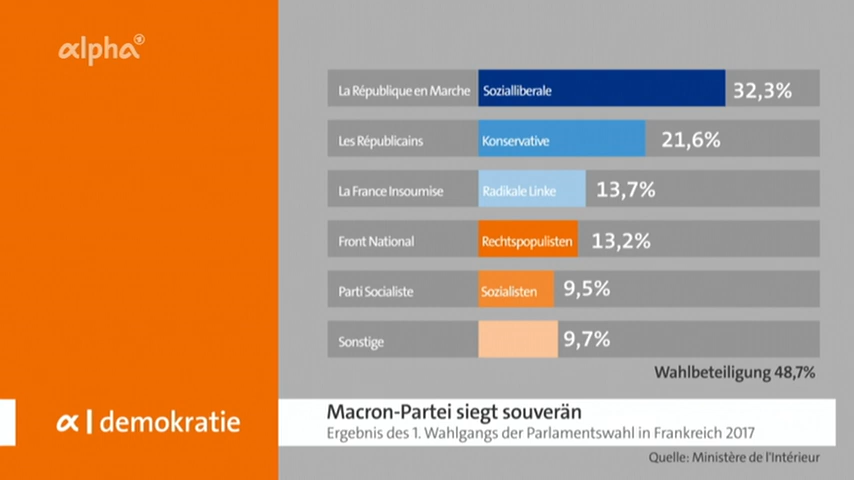 αlpha
La République en Marche Sozialliberale 32,3%
Les Républicains Konservative 21,6%
La France Insoumise Radikale Linke 13,7%
Front National Rechtspopulisten 13,2%
Parti Socialiste Sozialisten 9,5%
Sonstige 9,7%
Wahlbeteiligung 48,7%
α | demokratie
Macron-Partei siegt souverän
Ergebnis des 1. Wahlgangs der Parlamentswahl in Frankreich 2017
Quelle: Ministère de l'Intérieur